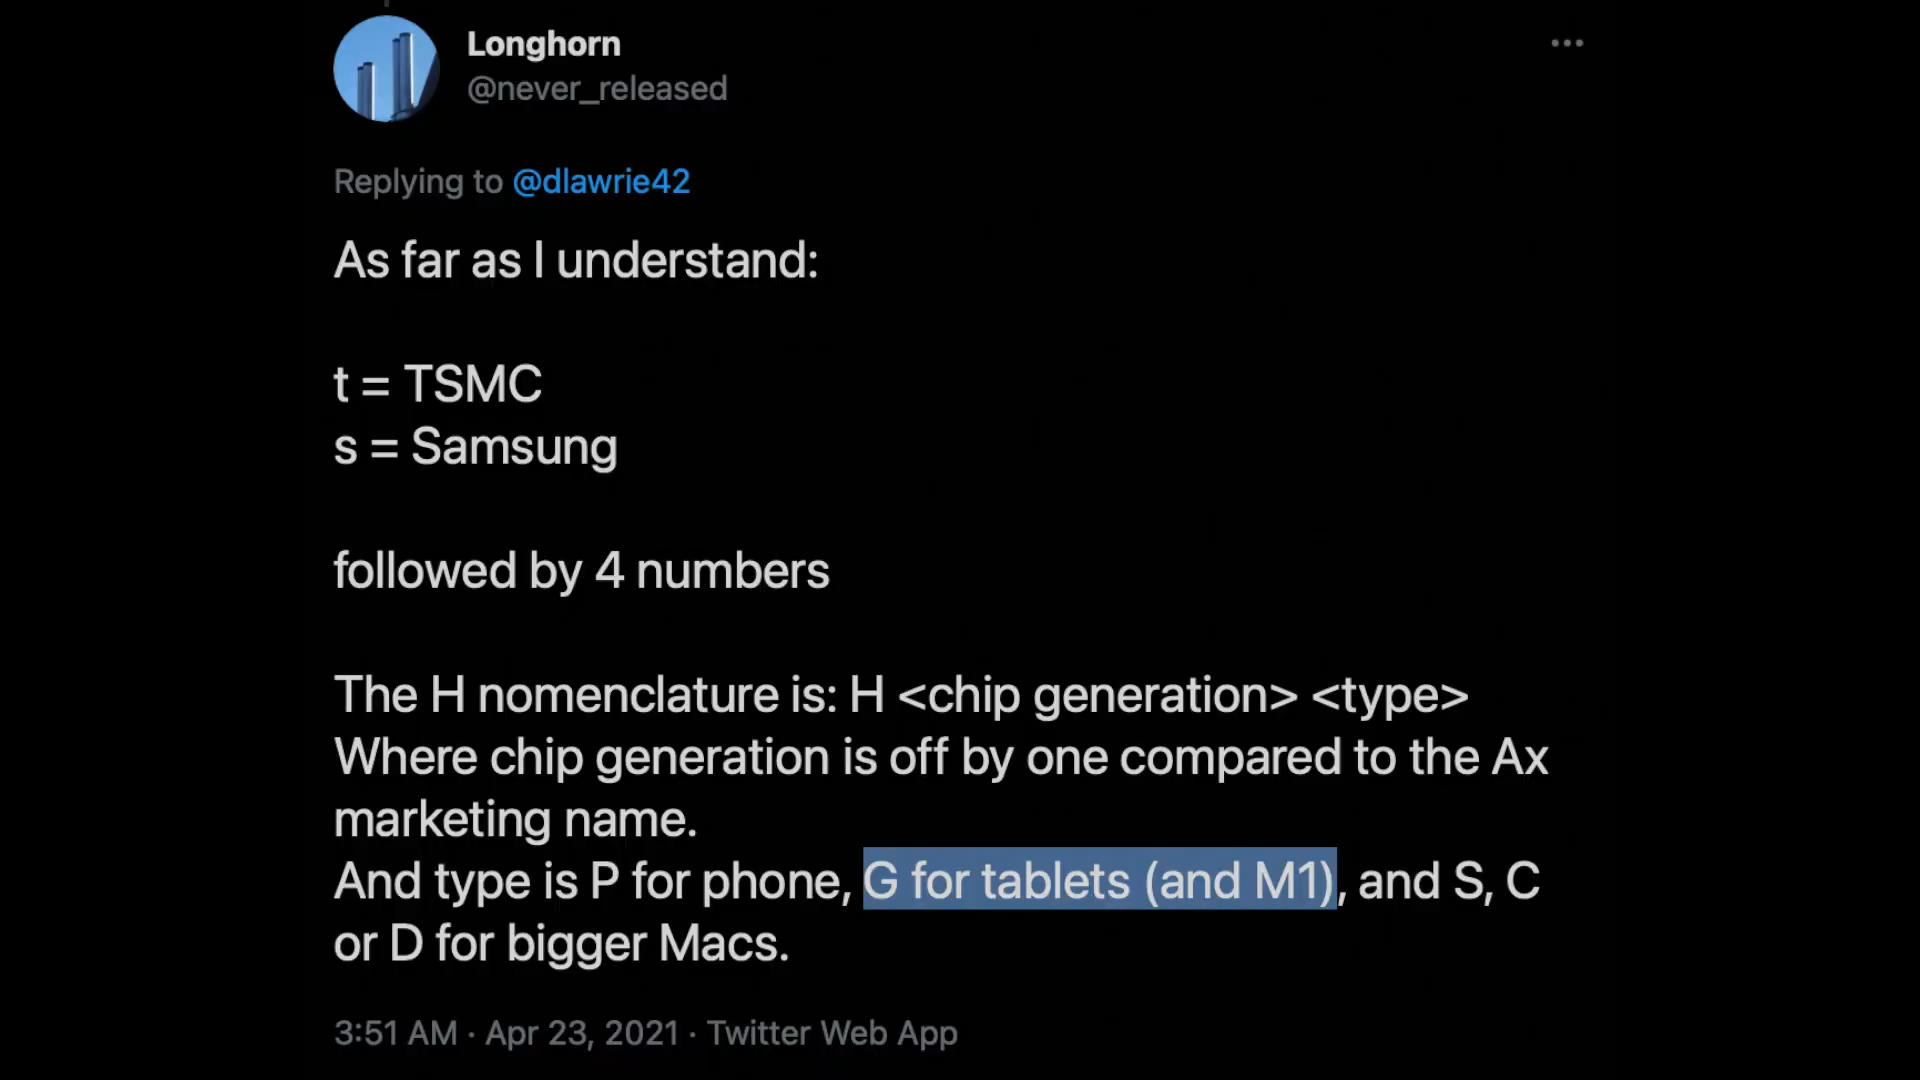 Longhorn
@never_released
Replying to @dlawrie42
As far as I understand:
t = TSMC
s = Samsung
followed by 4 numbers
The H nomenclature is: H <chip generation> <type>
Where chip generation is off by one compared to the Ax
marketing name.
And type is P for phone, G for tablets (and M1), and S, C
or D for bigger Macs.
3:51 AM · Apr 23, 2021 · Twitter Web App